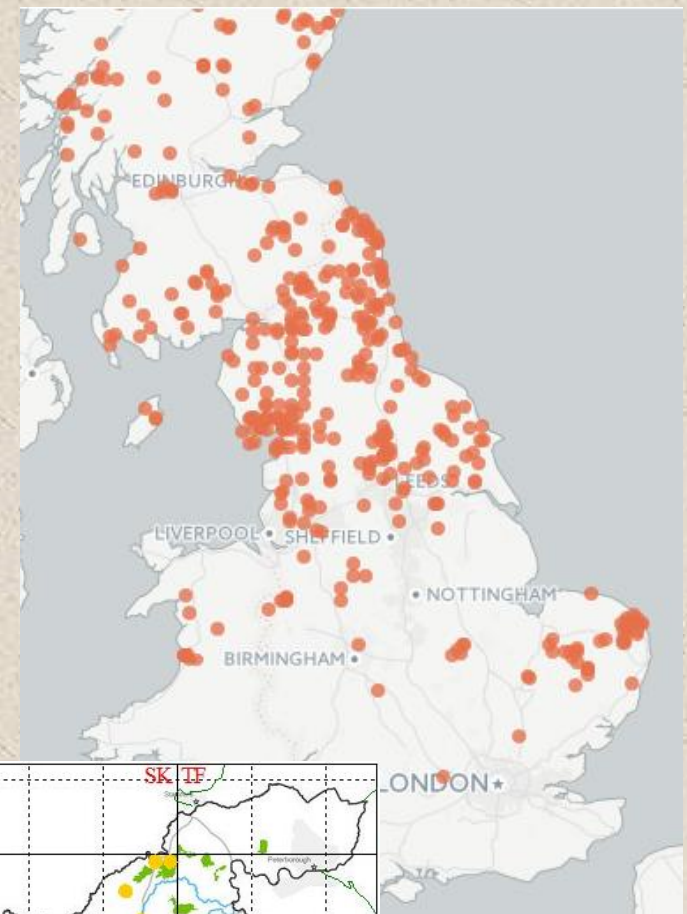 EDINBURGH
LEEDS
LIVERPOOL
SHEFFIELD
NOTTINGHAM
BIRMINGHAM
LONDON
SK TF
Peterborough